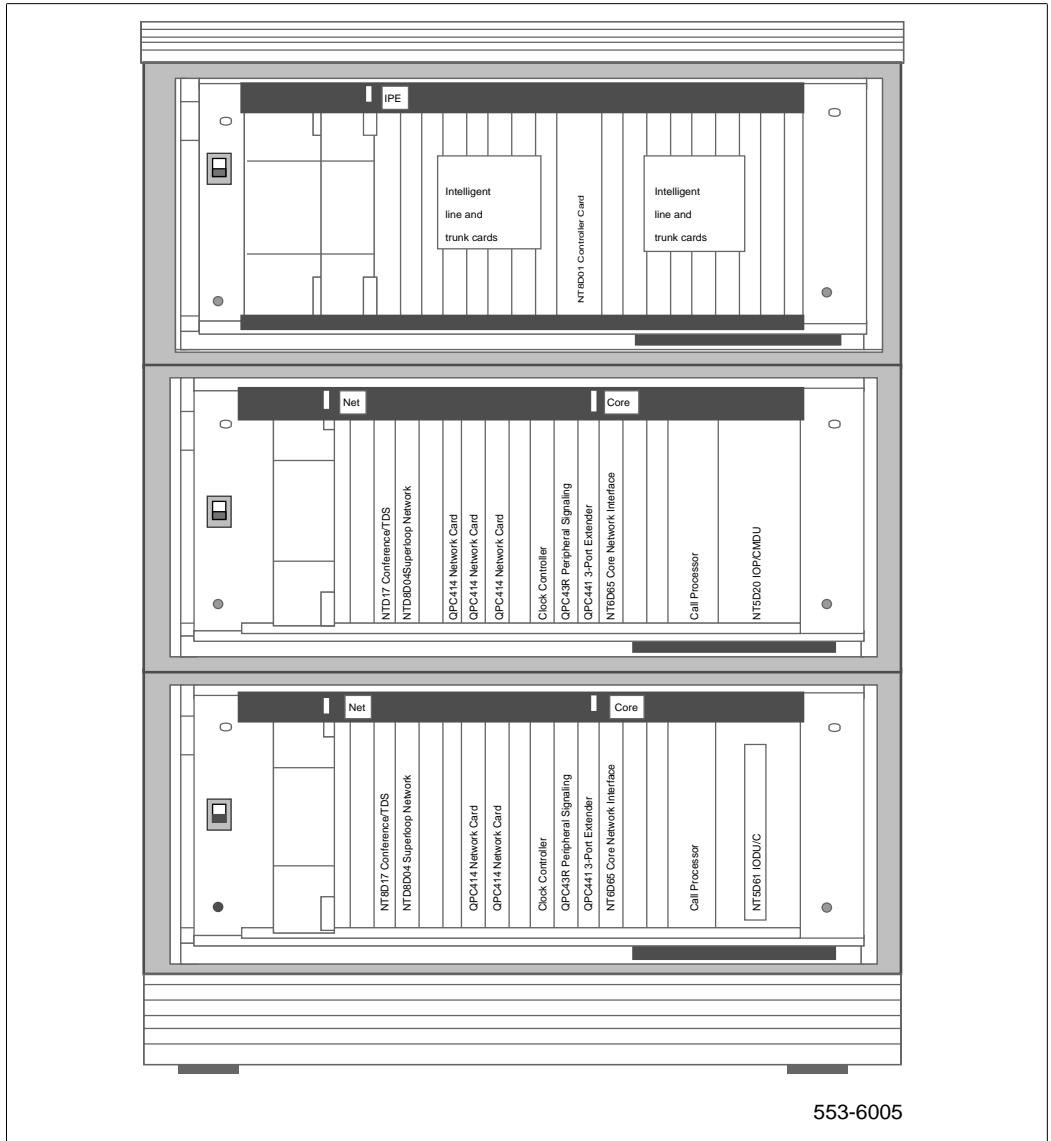 IPE
Intelligent
line and
trunk cards
NT8D01 Controller Card
Intelligent
line and
trunk cards
Net
Core
NTD17 Conference/TDS
NTD8D04Superloop Network
QPC414 Network Card
QPC414 Network Card
QPC414 Network Card
Clock Controller
QPC43R Peripheral Signaling
QPC441 3-Port Extender
NT6D65 Core Network Interface
Call Processor
NT5D20 IOP/CMDU
Net
Core
NT8D17 Conference/TDS
NTD8D04 Superloop Network
QPC414 Network Card
QPC414 Network Card
Clock Controller
QPC43R Peripheral Signaling
QPC441 3-Port Extender
NT6D65 Core Network Interface
Call Processor
NT5D61 IODU/C
553-6005